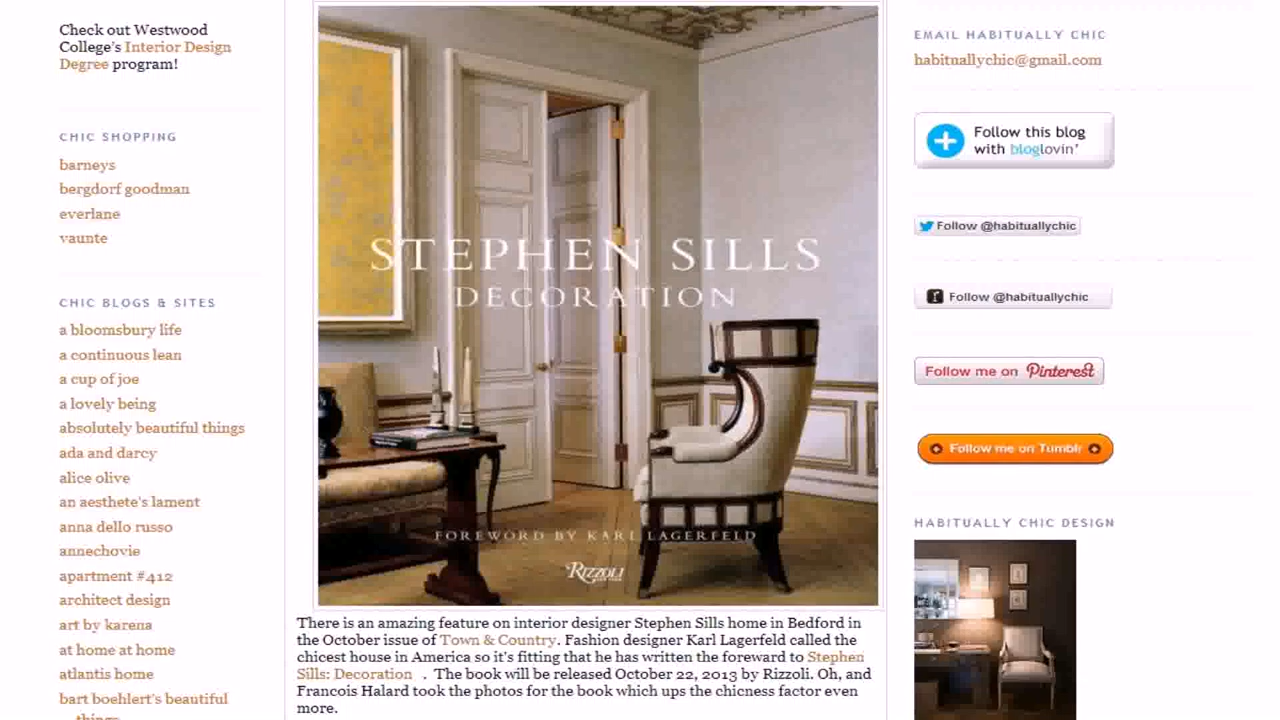 Check out Westwood
College's Interior Design
Degree program!
CHIC SHOPPING
barneys
bergdorf goodman
everlane
vaunte
CHIC BLOGS & SITES
a bloomsbury life
a continuous lean
a cup of joe
a lovely being
absolutely beautiful things
ada and darcy
alice olive
an aesthete's lament
anna dello russo
annechovie
apartment #412
architect design
art by karena
at home at home
atlantis home
bart boehlert's beautiful
things
STEPHEN SILLS
DECORATION
FOREWORD BY KARL LAGERFELD
RIZZOLI
There is an amazing feature on interior designer Stephen Sills home in Bedford in
the October issue of Town & Country. Fashion designer Karl Lagerfeld called the
chicest house in America so it's fitting that he has written the foreward to Stephen
Sills: Decoration . The book will be released October 22, 2013 by Rizzoli. Oh, and
Francois Halard took the photos for the book which ups the chicness factor even
more.
EMAIL HABITUALLY CHIC
habituallychic@gmail.com
Follow this blog
with bloglovin'
Follow @habituallychic
Follow @habituallychic
Follow me on Pinterest
Follow me on Tumblr
HABITUALLY CHIC DESIGN